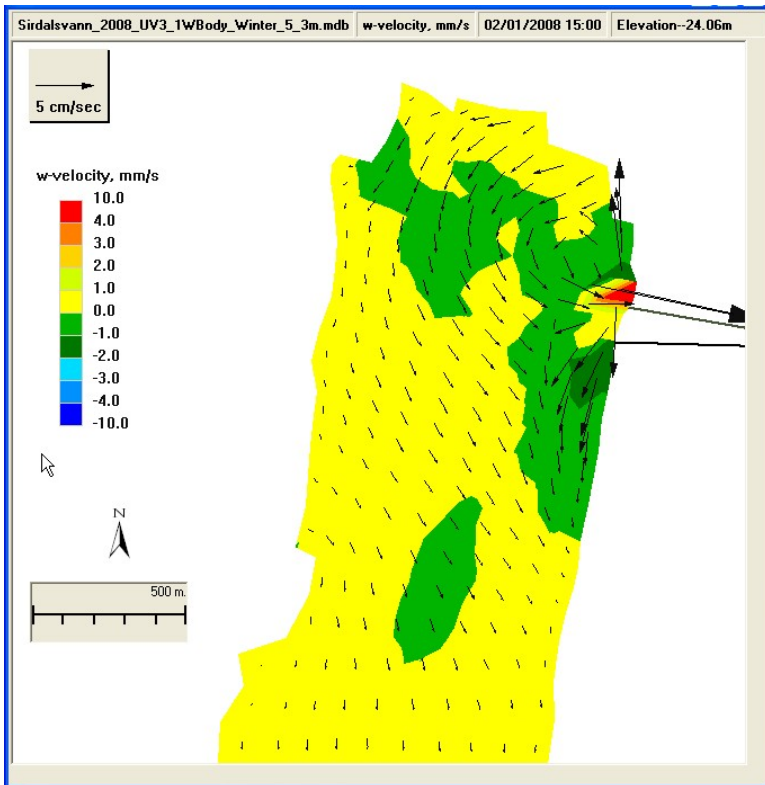 Sirdalsvann_2008_UV3_1WBody_Winter_5_3m.mdb w-velocity, mm/s 02/01/2008 15:00 Elevation--24.06m
5 cm/sec
w-velocity, mm/s
10.0
4.0
3.0
2.0
1.0
0.0
-1.0
-2.0
-3.0
-4.0
-10.0
N
500 m.